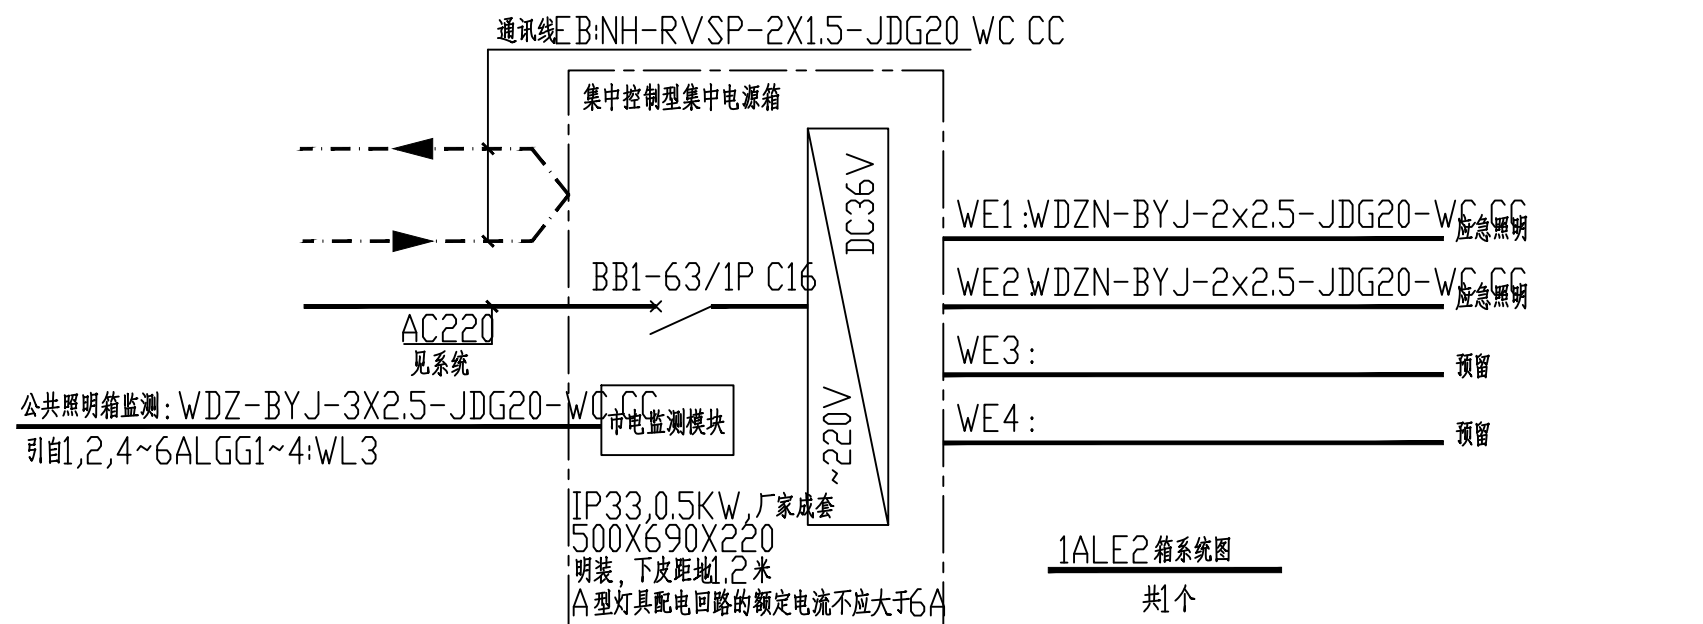 通讯线EB:NH-RVSP-2X1.5-JDG20 WC CC
集中控制型集中电源箱
DC36V
~220V
WE1:WDZN-BYJ-2x2.5-JDG20-WC CC
应急照明
WE2:WDZN-BYJ-2x2.5-JDG20-WC CC
应急照明
BB1-63/1P C16
AC220
见系统
WE3:
预留
WE4:
预留
公共照明箱监测:WDZ-BYJ-3X2.5-JDG20-WC CC
市电监测模块
引自1,2,4~6ALGG1~4:WL3
IP33,0.5KW,厂家成套
500X690X220
明装,下皮距地1.2米
A型灯具配电回路的额定电流不应大于6A
1ALE2箱系统图
共1个